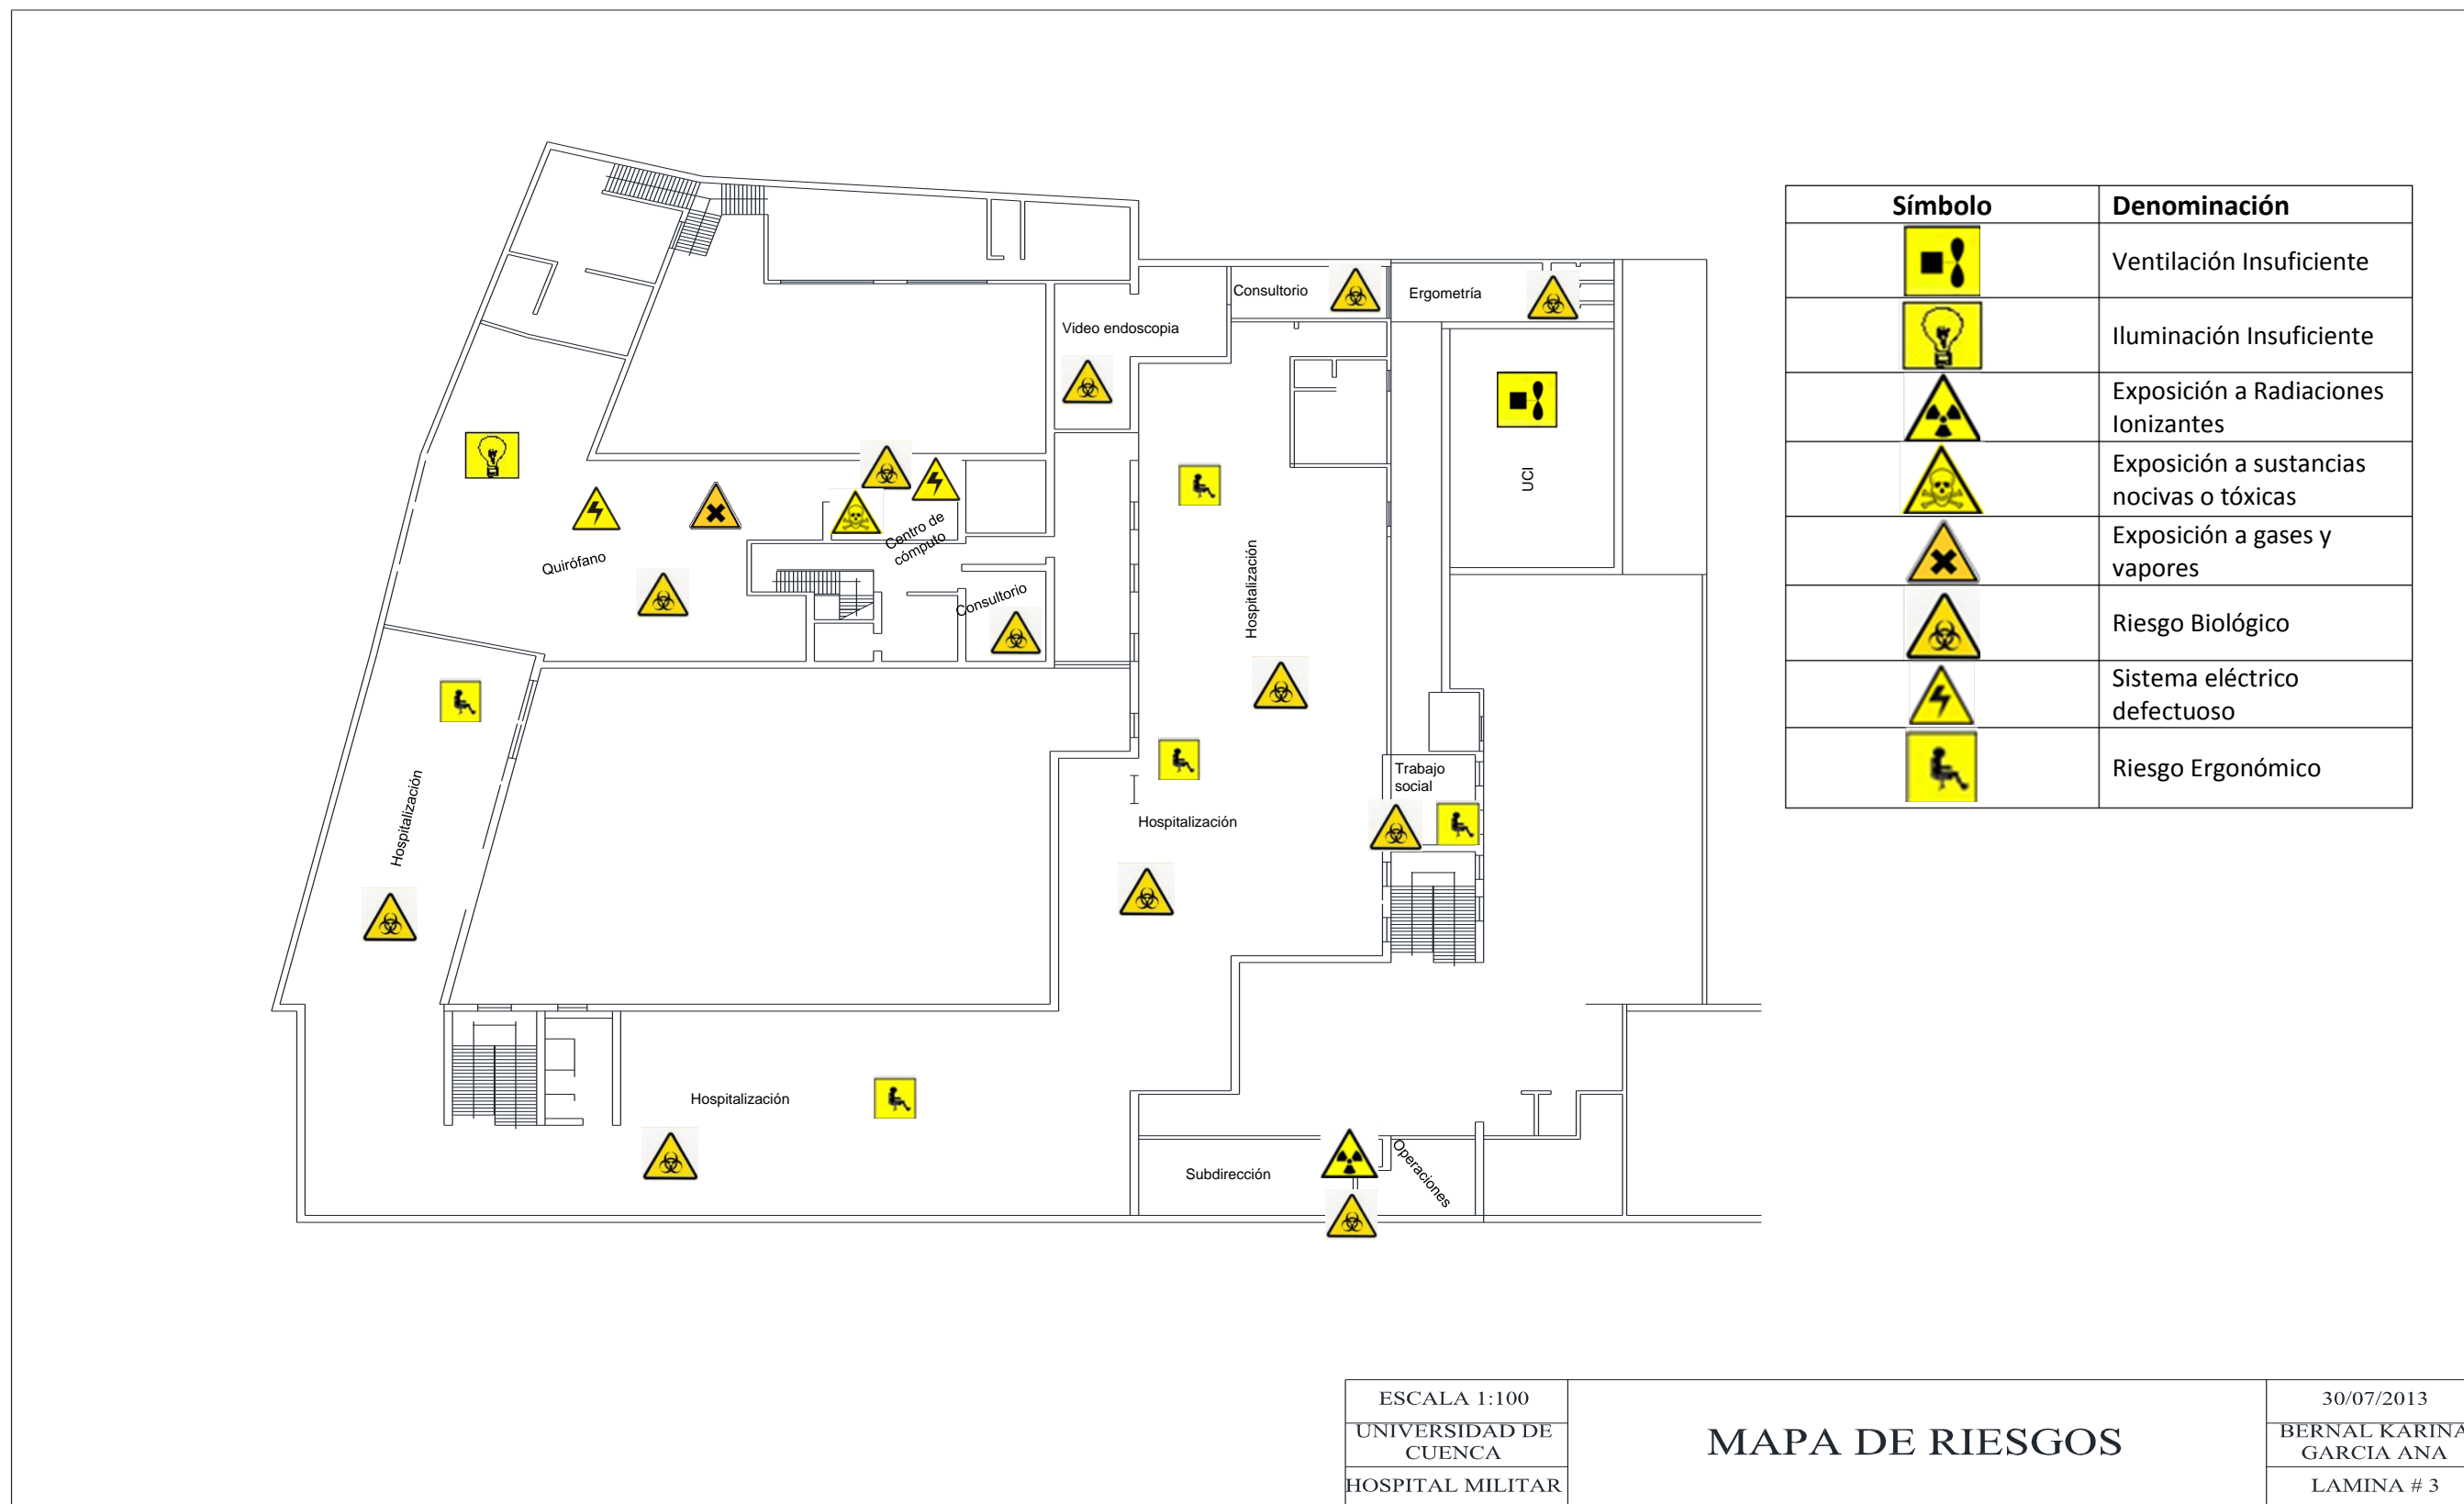 Símbolo Denominación
Ventilación Insuficiente
Iluminación Insuficiente
Exposición a Radiaciones
Ionizantes
Exposición a sustancias
nocivas o tóxicas
Exposición a gases y
vapores
Riesgo Biológico
Sistema eléctrico
defectuoso
Riesgo Ergonómico
Consultorio
Ergometría
Video endoscopia
UCI
Centro de
cómputo
Quirófano
Consultorio
Hospitalización
Trabajo
social
Hospitalización
Hospitalización
Hospitalización
Subdirección
Operaciones
ESCALA 1:100
UNIVERSIDAD DE
CUENCA
HOSPITAL MILITAR
MAPA DE RIESGOS
30/07/2013
BERNAL KARINA
GARCIA ANA
LAMINA # 3